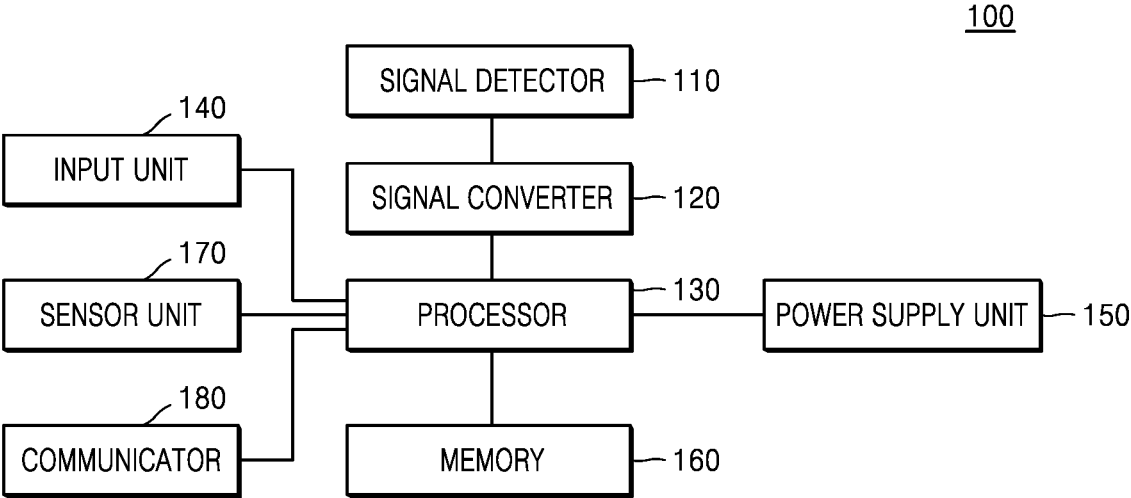 100
SIGNAL DETECTOR 110
140
INPUT UNIT
SIGNAL CONVERTER 120
170
SENSOR UNIT
PROCESSOR 130
POWER SUPPLY UNIT 150
180
COMMUNICATOR
MEMORY 160